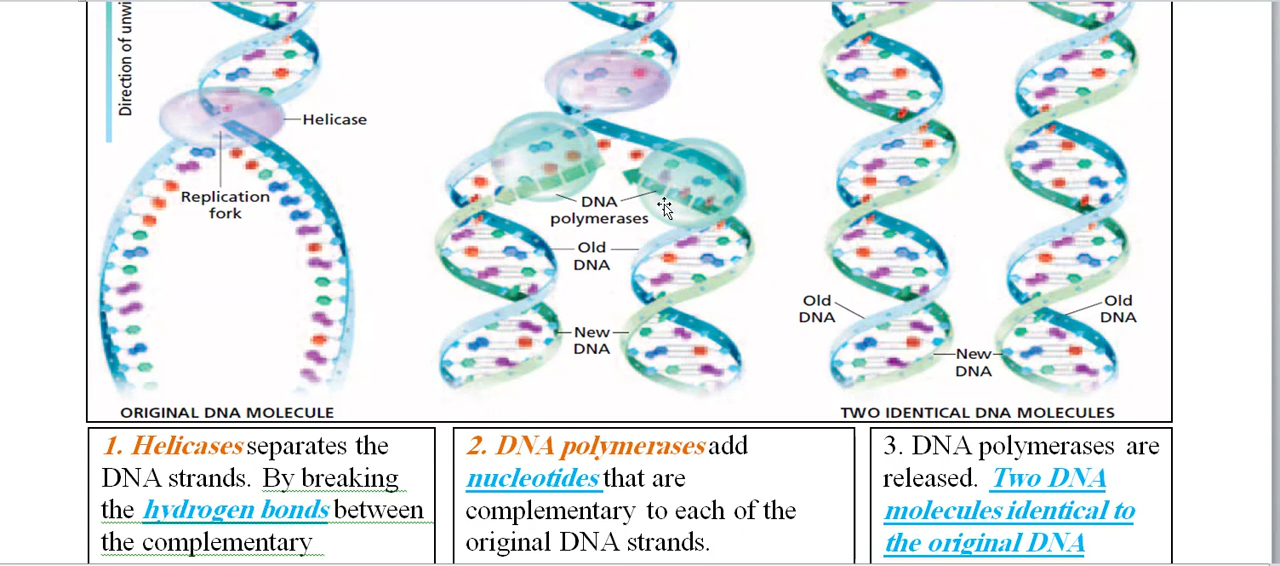 Direction of unwi
Helicase
Replication
fork
DNA
polymerases
Old
DNA
New
DNA
Old
DNA
Old
DNA
New
DNA
ORIGINAL DNA MOLECULE
TWO IDENTICAL DNA MOLECULES
1. Helicases separates the
DNA strands. By breaking
the hydrogen bonds between
the complementary
2. DNA polymerases add
nucleotides that are
complementary to each of the
original DNA strands.
3. DNA polymerases are
released. Two DNA
molecules identical to
the original DNA